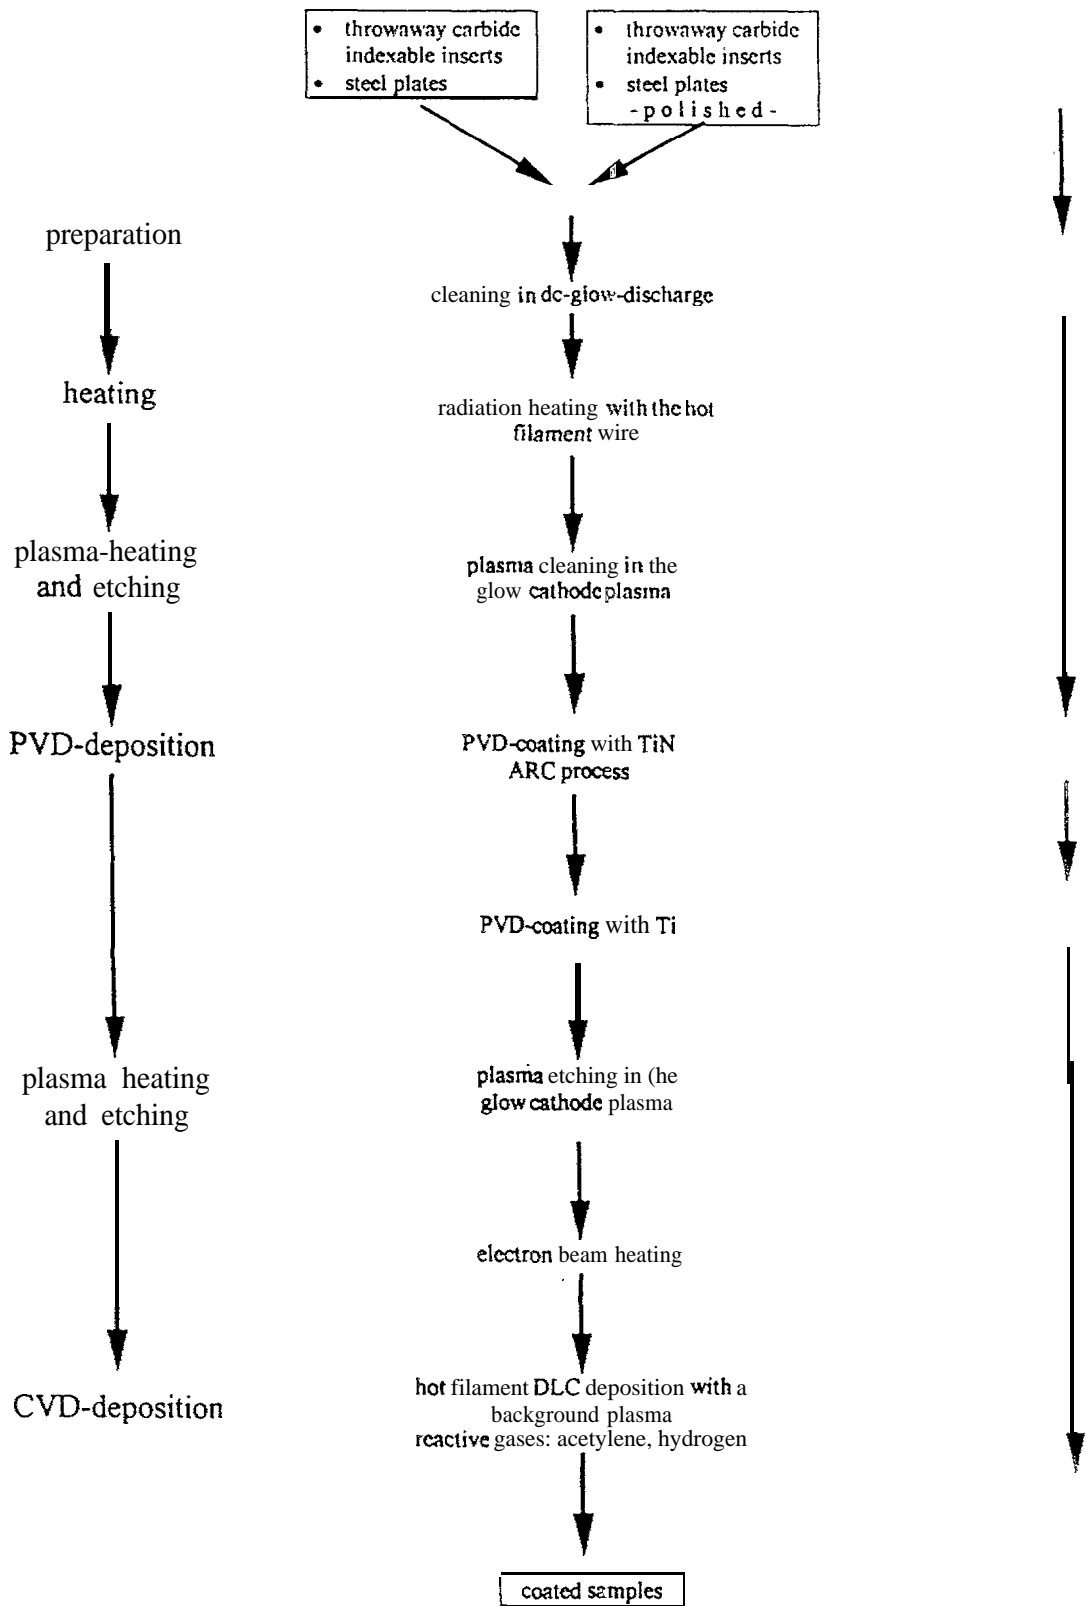 • throwaway carbide
indexable inserts
• steel plates
• throwaway carbide
indexable inserts
• steel plates
- p o l i s h e d -
preparation
cleaning in dc-glow-discharge
heating
radiation heating with the hot
filament wire
plasma-heating
and etching
plasma cleaning in the
glow cathode plasma
PVD-deposition
PVD-coating with TiN
ARC process
PVD-coating with Ti
plasma heating
and etching
plasma etching in (he
glow cathode plasma
electron beam heating
CVD-deposition
hot filament DLC deposition with a
background plasma
reactive gases: acetylene, hydrogen
coated samples